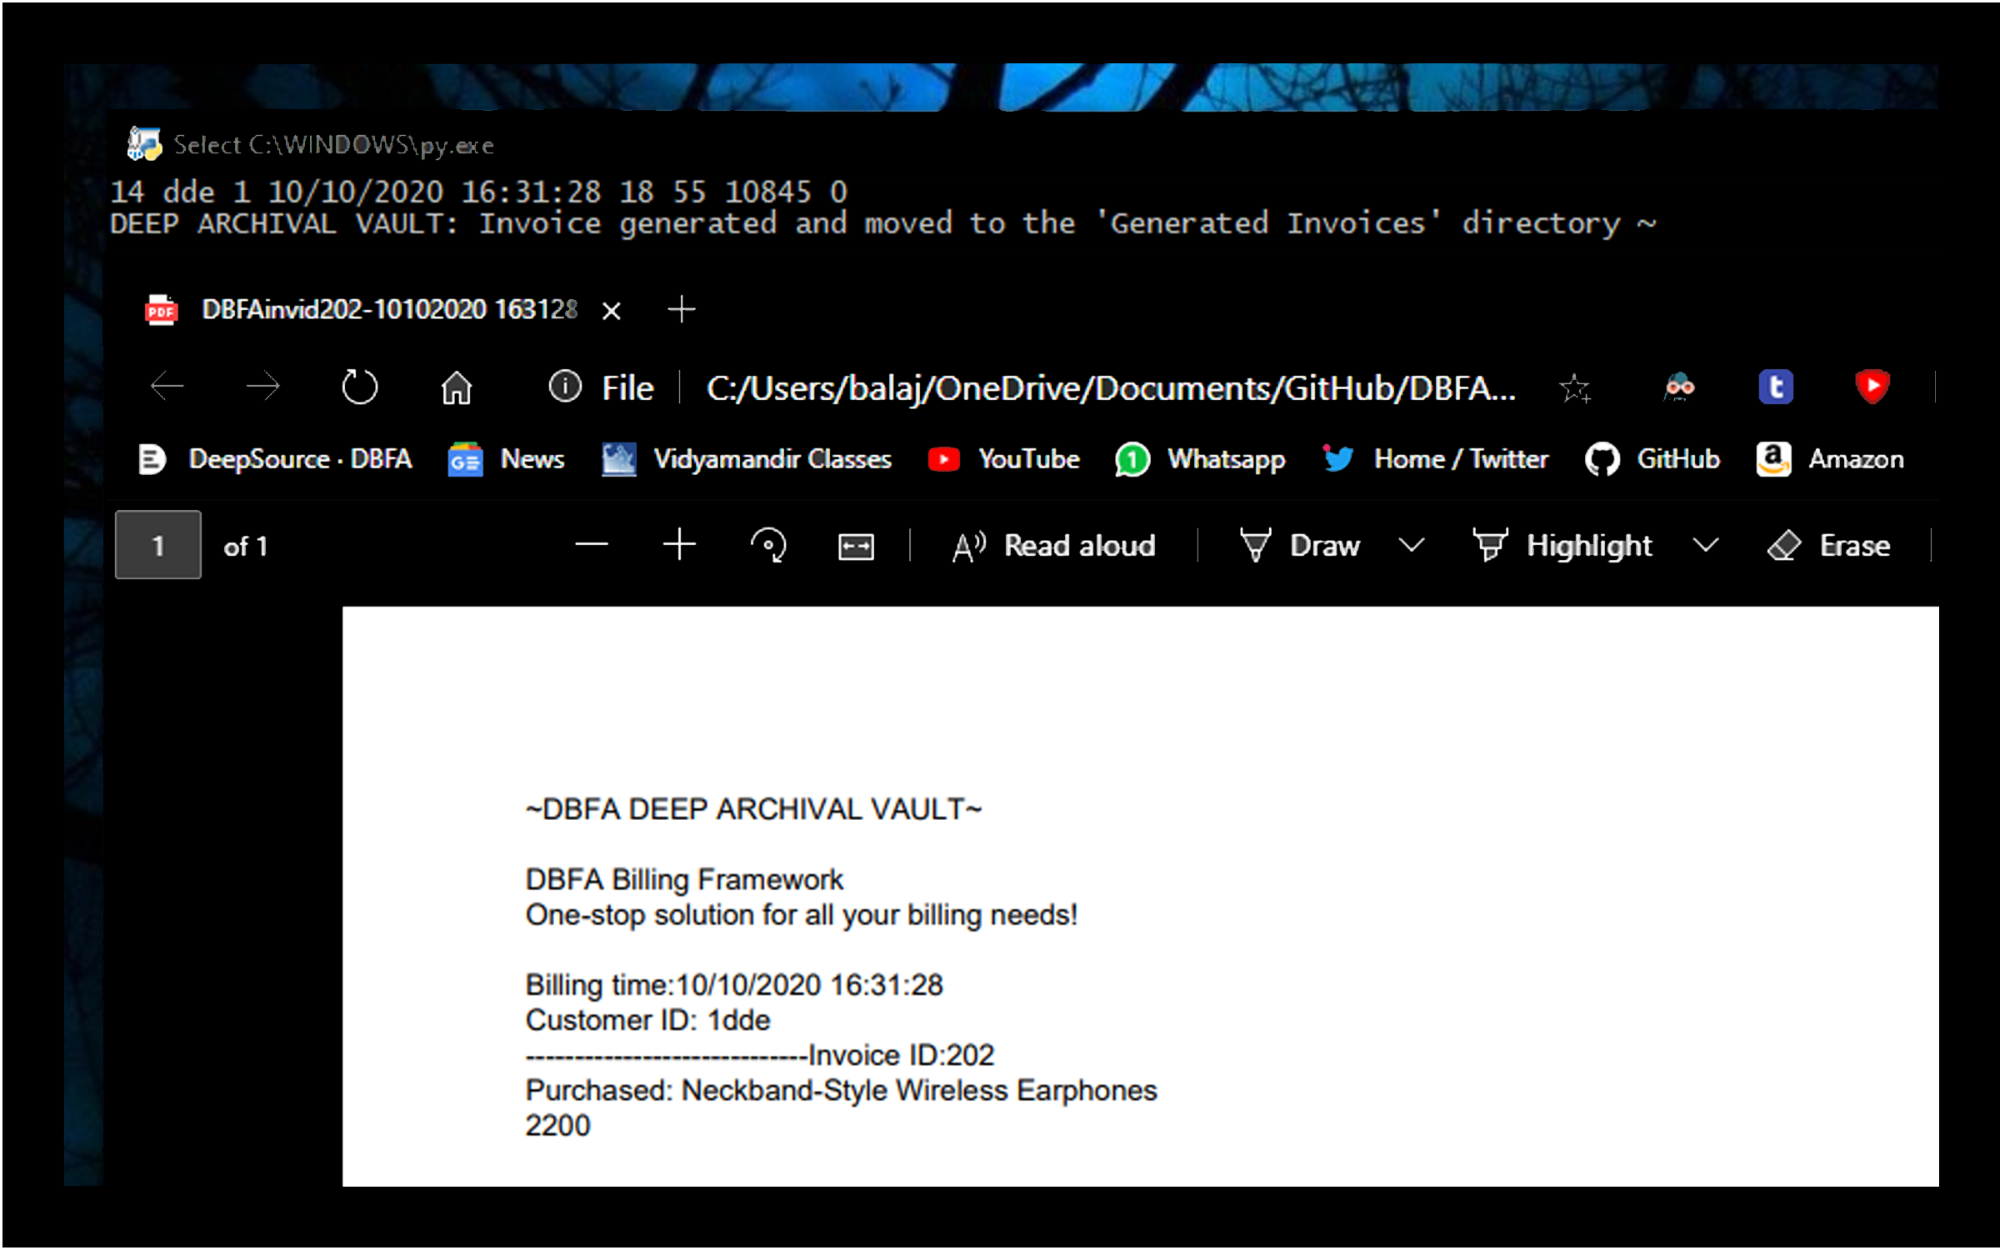 Select C:\WINDOWS\py.exe
14 dde 1 10/10/2020 16:31:28 18 55 10845 0
DEEP ARCHIVAL VAULT: Invoice generated and moved to the 'Generated Invoices' directory ~
PDF DBFAinvid202-10102020 163128
File C:/Users/balaj/OneDrive/Documents/GitHub/DBFA... t
DeepSource · DBFA GE News Vidyamandir Classes YouTube 1 Whatsapp Home / Twitter GitHub a Amazon
1 of 1 A Read aloud Draw Highlight Erase
~DBFA DEEP ARCHIVAL VAULT~
DBFA Billing Framework
One-stop solution for all your billing needs!
Billing time:10/10/2020 16:31:28
Customer ID: 1dde
-----------------------------Invoice ID:202
Purchased: Neckband-Style Wireless Earphones
2200